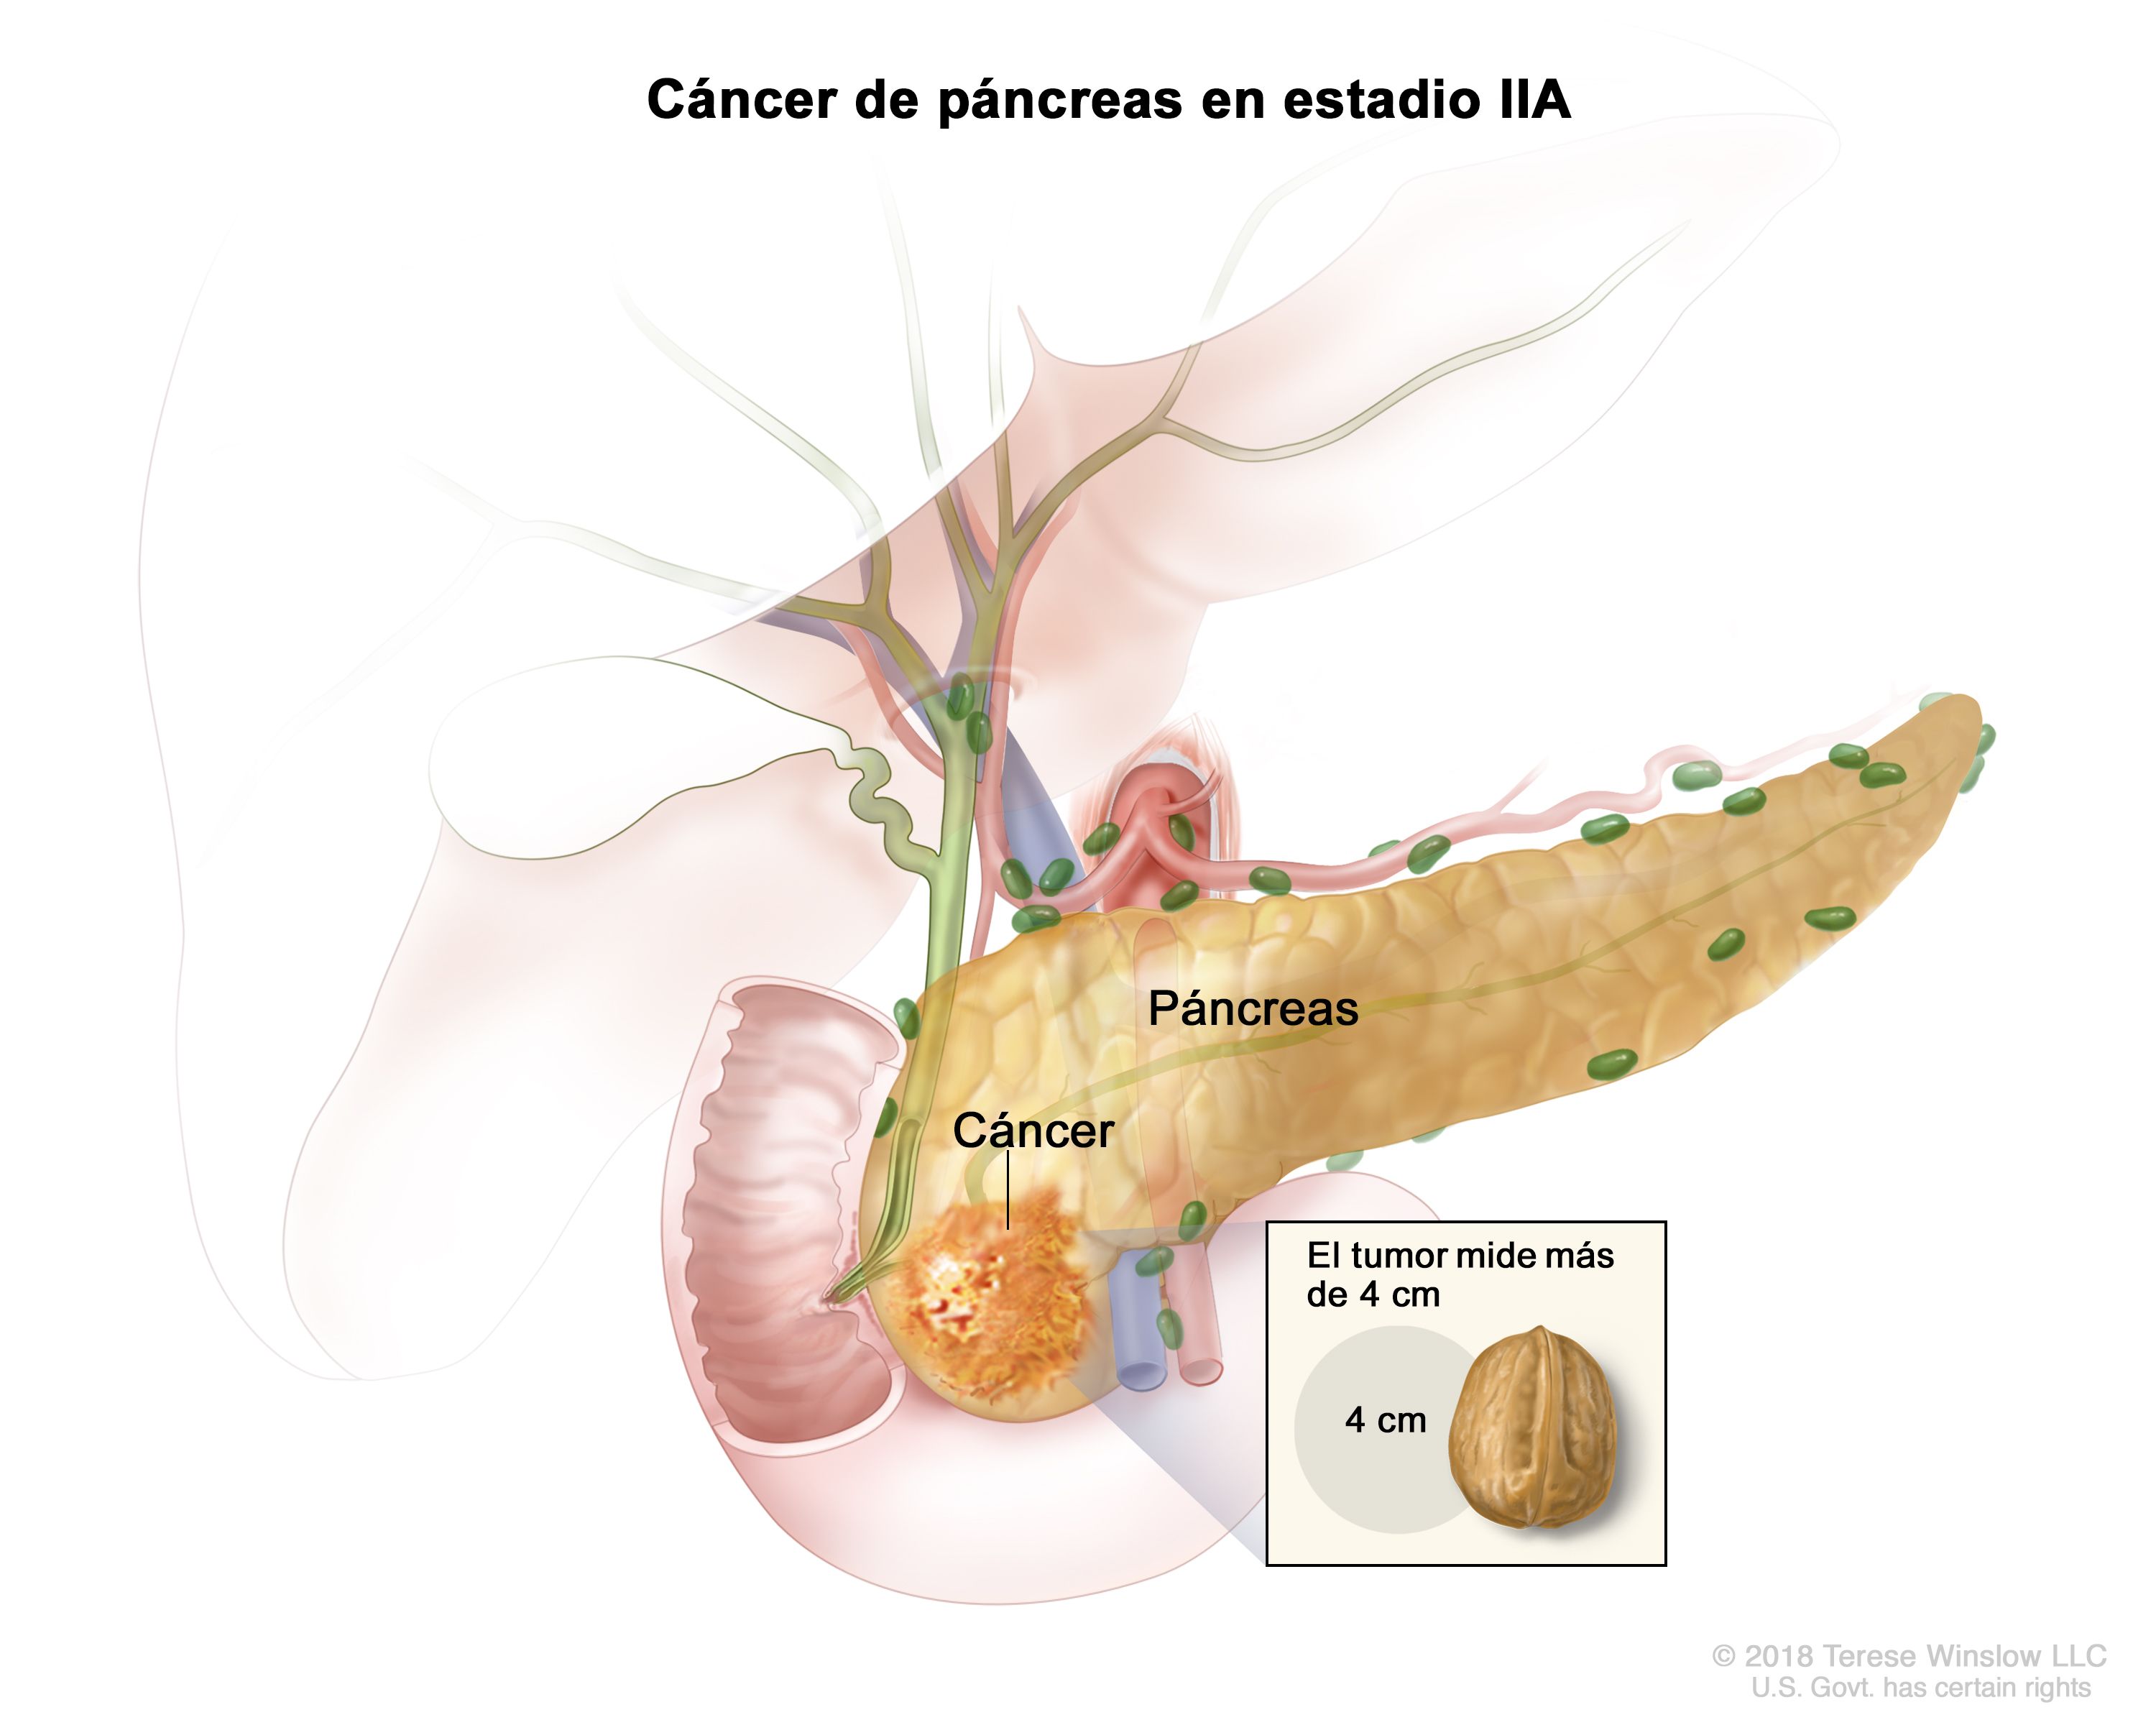 Cáncer de páncreas en estadio IIA
Páncreas
Cáncer
El tumor mide más
de 4 cm
4 cm
© 2018 Terese Winslow LLC
U.S. Govt. has certain rights